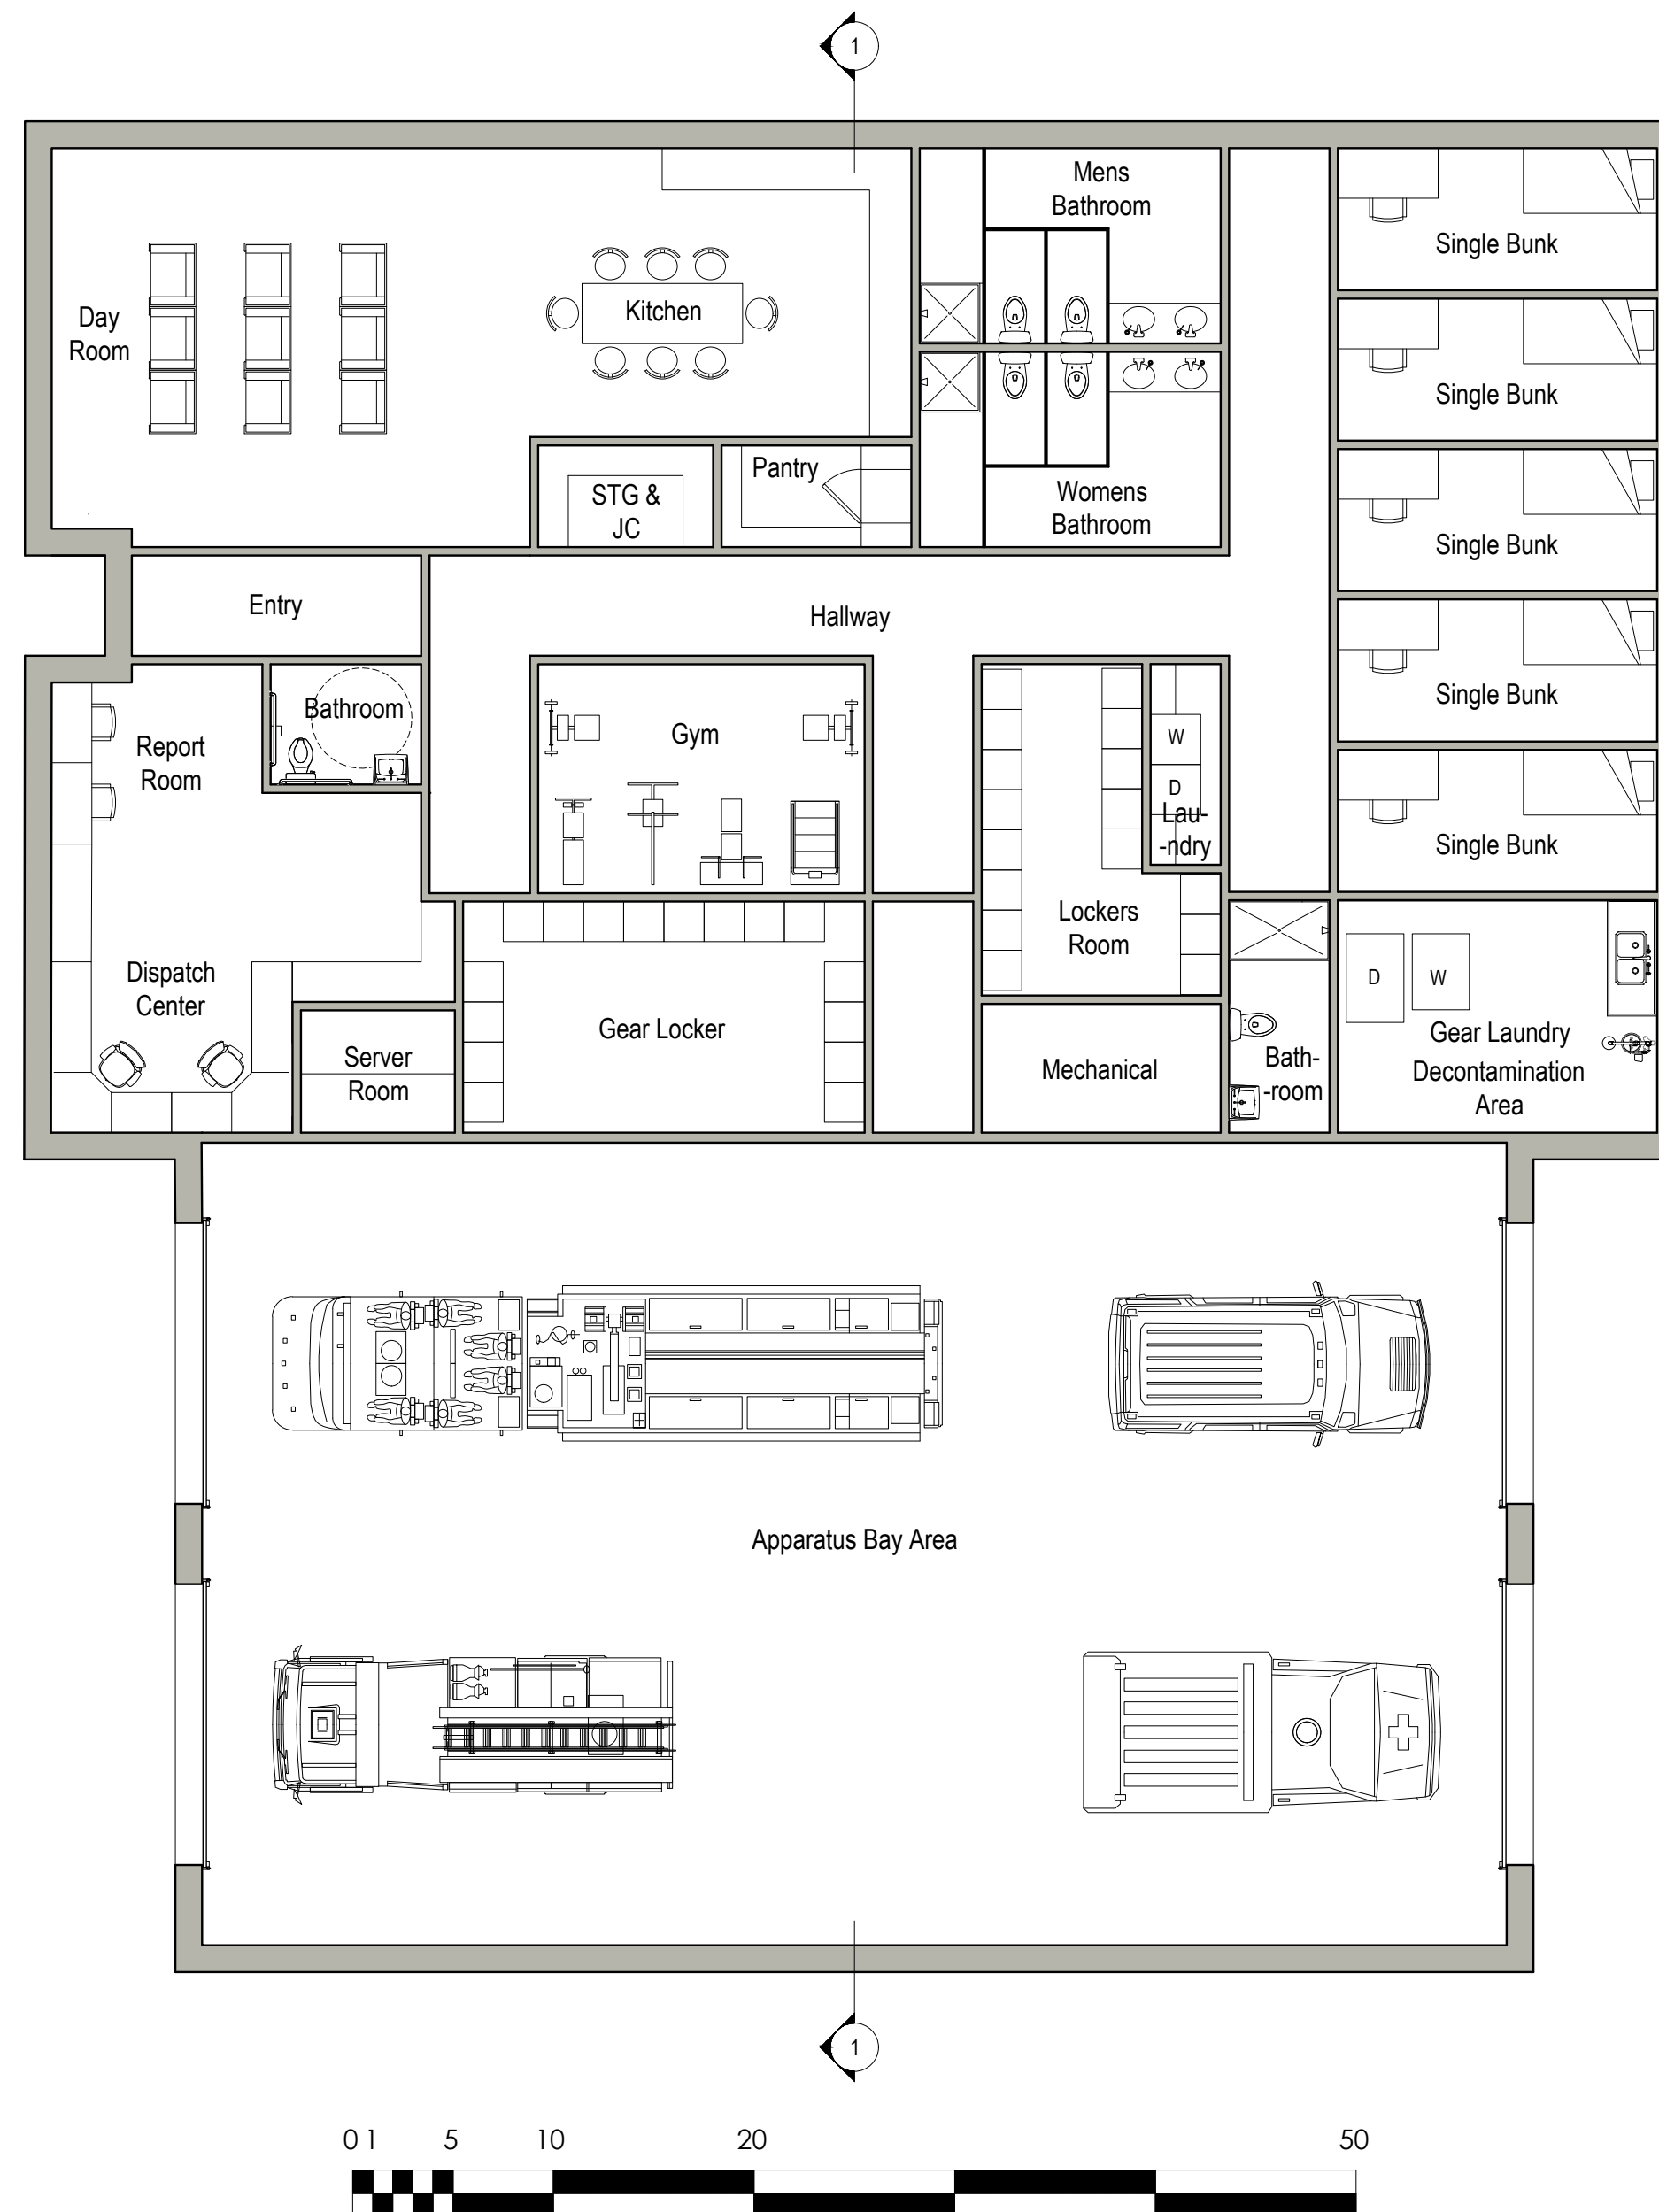 1
Mens
Bathroom
Single Bunk
Day
Room
Kitchen
Single Bunk
Pantry
STG &
JC
Womens
Bathroom
Single Bunk
Entry
Hallway
Single Bunk
Bathroom
Report
Room
Gym
W
D
Lau-
-ndry
Single Bunk
Lockers
Room
Dispatch
Center
D
W
Gear Locker
Gear Laundry
Decontamination
Area
Server
Room
Mechanical
Bath-
-room
Apparatus Bay Area
1
0 1 5 10 20 50